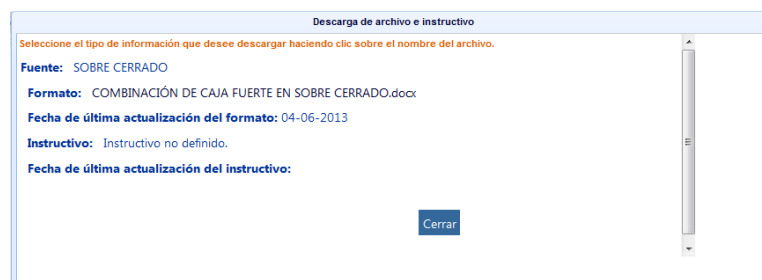 Descarga de archivo e instructivo
Seleccione el tipo de información que desee descargar haciendo clic sobre el nombre del archivo.
Fuente: SOBRE CERRADO
Formato: COMBINACIÓN DE CAJA FUERTE EN SOBRE CERRADO.docx
Fecha de última actualización del formato: 04-06-2013
Instructivo: Instructivo no definido.
Fecha de última actualización del instructivo:
Cerrar